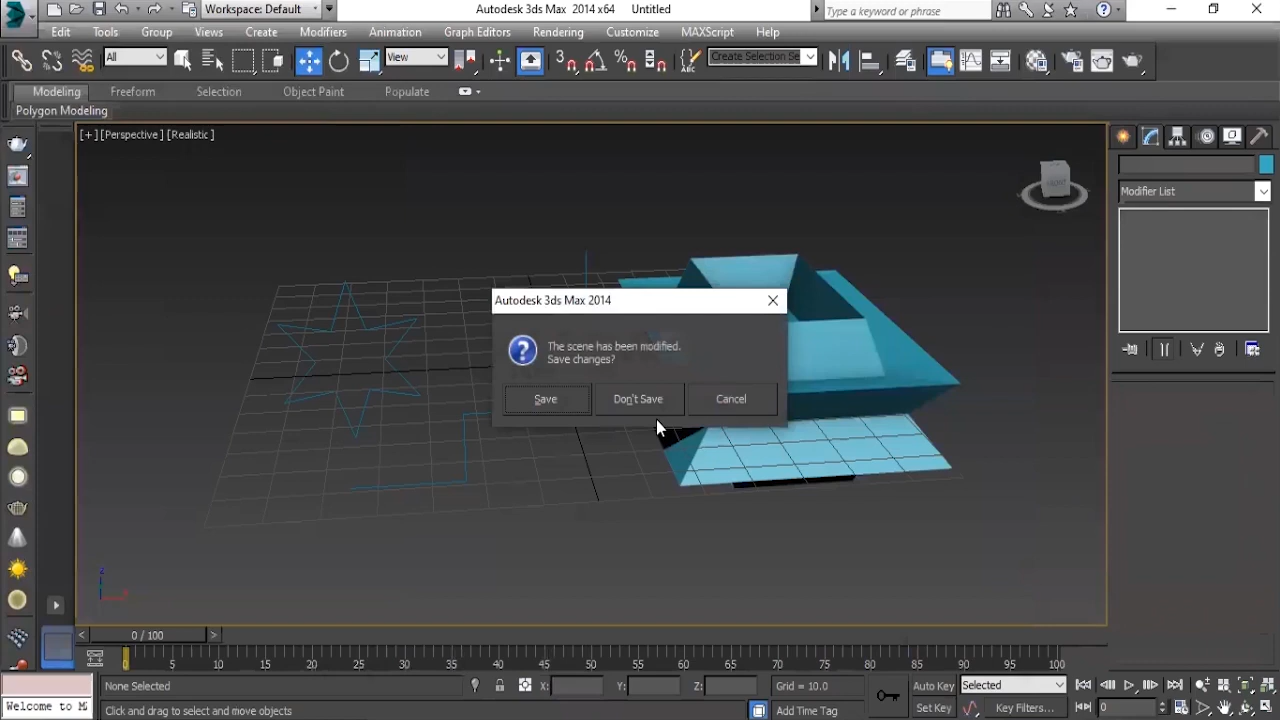 Workspace: Default
Autodesk 3ds Max 2014 x64
Untitled
Type a keyword or phrase
Edit Tools Group Views Create Modifiers Animation Graph Editors Rendering Customize MAXScript Help
All
View
3
Create Selection Se
Modeling Freeform Selection Object Paint Populate
Polygon Modeling
[+] [Perspective ] [Realistic ]
Modifier List
Autodesk 3ds Max 2014
The scene has been modified.
Save changes?
Save Don't Save Cancel
z
0 / 100
0 5 10 15 20 25 30 35 40 45 50 55 60 65 70 75 80 85 90 95 100
None Selected
X: Y: Z:
Grid = 10.0
Auto Key
Selected
Welcome to M
Click and drag to select and move objects
Add Time Tag
Set Key
Key Filters...
0